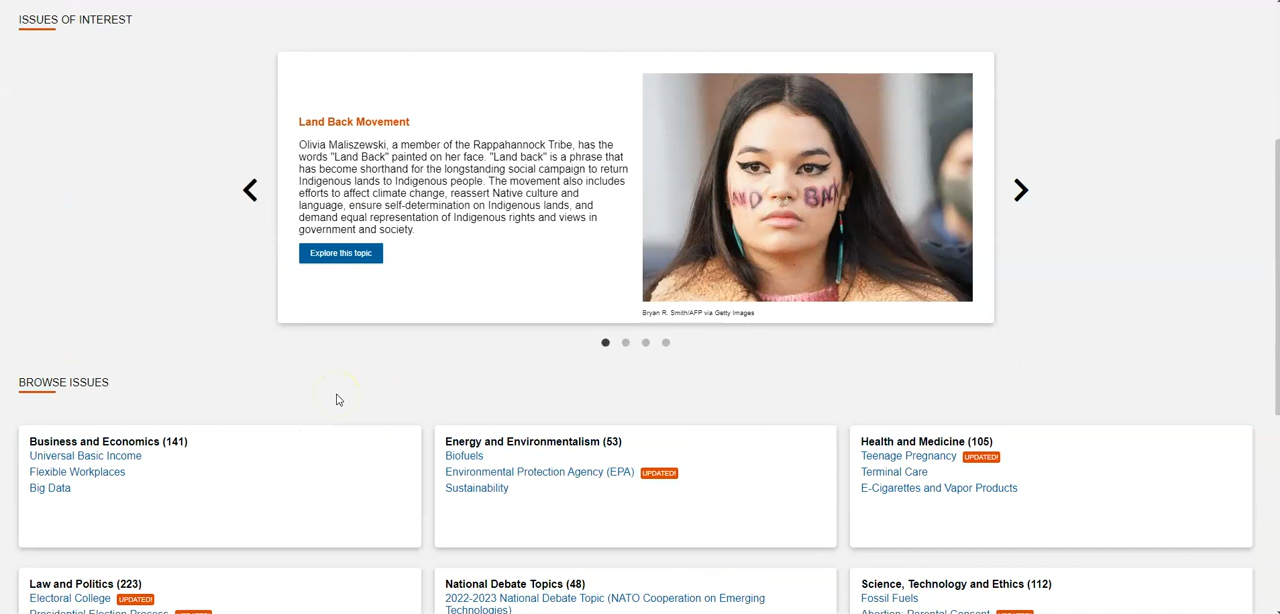 ISSUES OF INTEREST
Land Back Movement
Olivia Maliszewski, a member of the Rappahannock Tribe, has the
words "Land Back" painted on her face. "Land back" is a phrase that
has become shorthand for the longstanding social campaign to return
Indigenous lands to Indigenous people. The movement also includes
efforts to affect climate change, reassert Native culture and
language, ensure self-determination on Indigenous lands, and
demand equal representation of Indigenous rights and views in
government and society.
Explore this topic
Bryan R. Smith/AFP via Getty Images
BROWSE ISSUES
Business and Economics (141)
Universal Basic Income
Flexible Workplaces
Big Data
Energy and Environmentalism (53)
Biofuels
Environmental Protection Agency (EPA) UPDATED!
Sustainability
Health and Medicine (105)
Teenage Pregnancy UPDATED!
Terminal Care
E-Cigarettes and Vapor Products
Law and Politics (223)
Electoral College UPDATED!
Presidential Election Process
National Debate Topics (48)
2022-2023 National Debate Topic (NATO Cooperation on Emerging
Technologies)
Science, Technology and Ethics (112)
Fossil Fuels
Abortion: Parental Consent